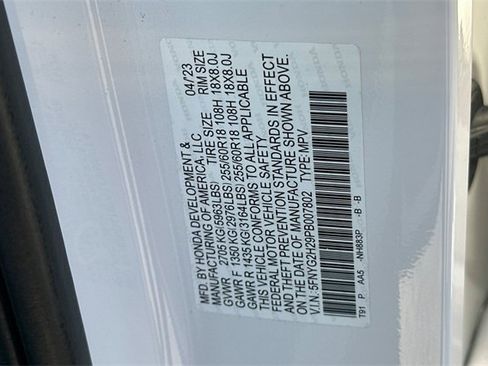 MFD. BY HONDA DEVELOPMENT & 04/23
MANUFACTURING OF AMERICA, LLC
TIRE SIZE RIM SIZE
GVWR 2705 KG(5963LBS)
GAWR F 1350 KG(2976LBS) 255/60R18 108H 18X8.0J
GAWR R 1435 KG(3164LBS) 255/60R18 108H 18X8.0J
THIS VEHICLE CONFORMS TO ALL APPLICABLE
FEDERAL MOTOR VEHICLE SAFETY
AND THEFT PREVENTION STANDARDS IN EFFECT
ON THE DATE OF MANUFACTURE SHOWN ABOVE.
V.I.N: 5FNYG2H29PB007802 TYPE:MPV
T91 P AA5 -NH883P -B -B